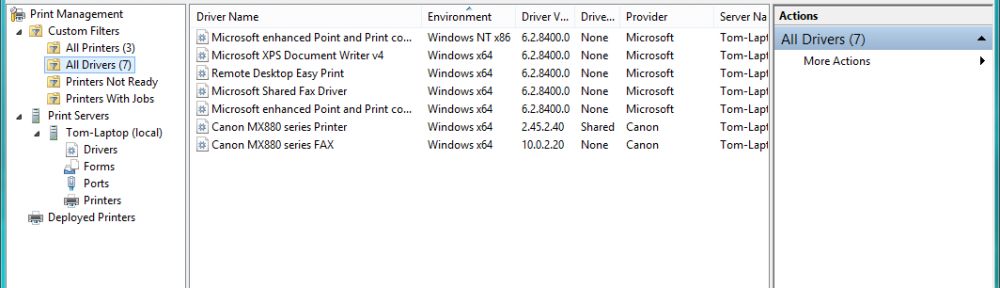 Print Management
Custom Filters
All Printers (3)
All Drivers (7)
Printers Not Ready
Printers With Jobs
Print Servers
Tom-Laptop (local)
Drivers
Forms
Ports
Printers
Deployed Printers
Driver Name Environment Driver V... Drive... Provider Server Na
Microsoft enhanced Point and Print co... Windows NT x86 6.2.8400.0 None Microsoft Tom-Lapt
Microsoft XPS Document Writer v4 Windows x64 6.2.8400.0 None Microsoft Tom-Lapt
Remote Desktop Easy Print Windows x64 6.2.8400.0 None Microsoft Tom-Lapt
Microsoft Shared Fax Driver Windows x64 6.2.8400.0 None Microsoft Tom-Lapt
Microsoft enhanced Point and Print co... Windows x64 6.2.8400.0 None Microsoft Tom-Lapt
Canon MX880 series Printer Windows x64 2.45.2.40 Shared Canon Tom-Lapt
Canon MX880 series FAX Windows x64 10.0.2.20 None Canon Tom-Lapt
Actions
All Drivers (7)
More Actions